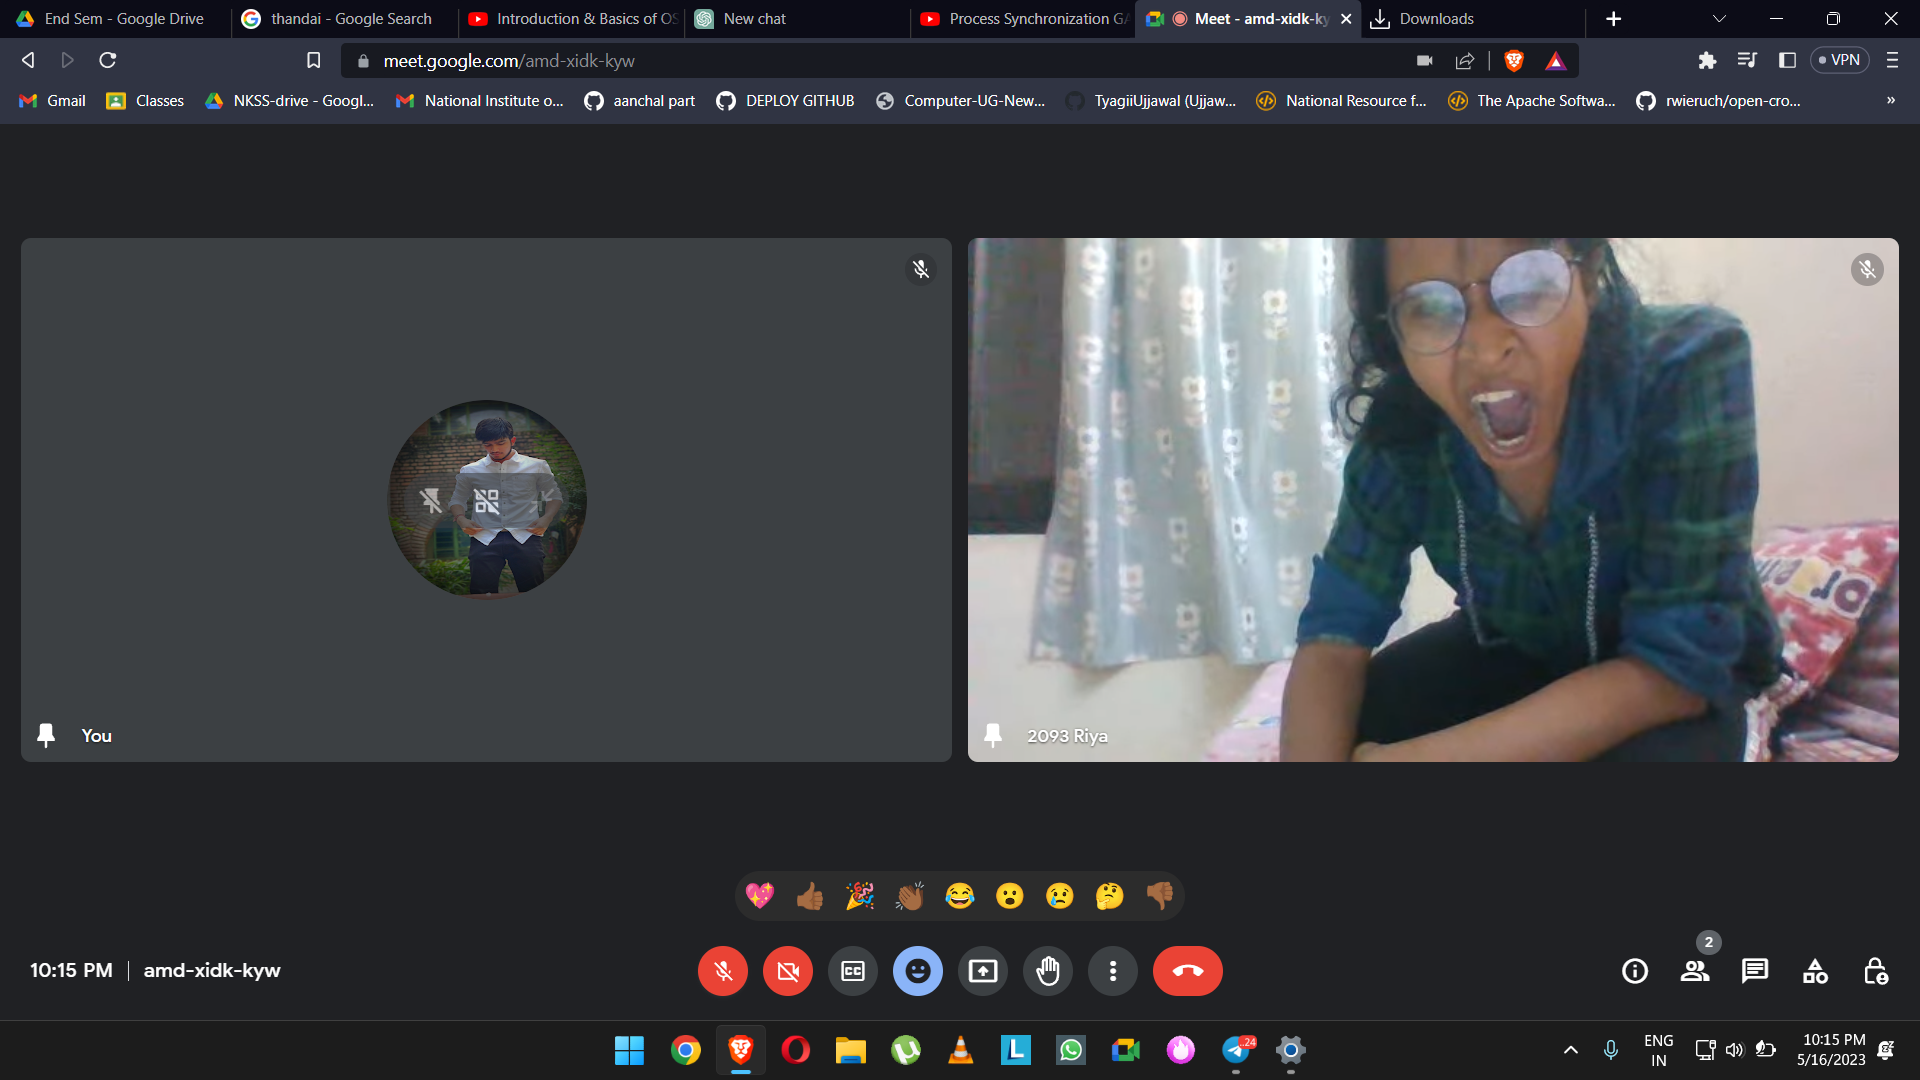 End Sem - Google Drive
thandai - Google Search
Introduction & Basics of OS
New chat
Process Synchronization GA
Meet - amd-xidk-ky
Downloads
meet.google.com/amd-xidk-kyw
VPN
Gmail
Classes
NKSS-drive - Googl...
National Institute o...
aanchal part
DEPLOY GITHUB
Computer-UG-New...
TyagiiUjjawal (Ujjaw...
National Resource f...
The Apache Softwa...
rwieruch/open-cro...
»
You
2093 Riya
10:15 PM | amd-xidk-kyw
CC
2
L
24
ENG
IN
10:15 PM
5/16/2023